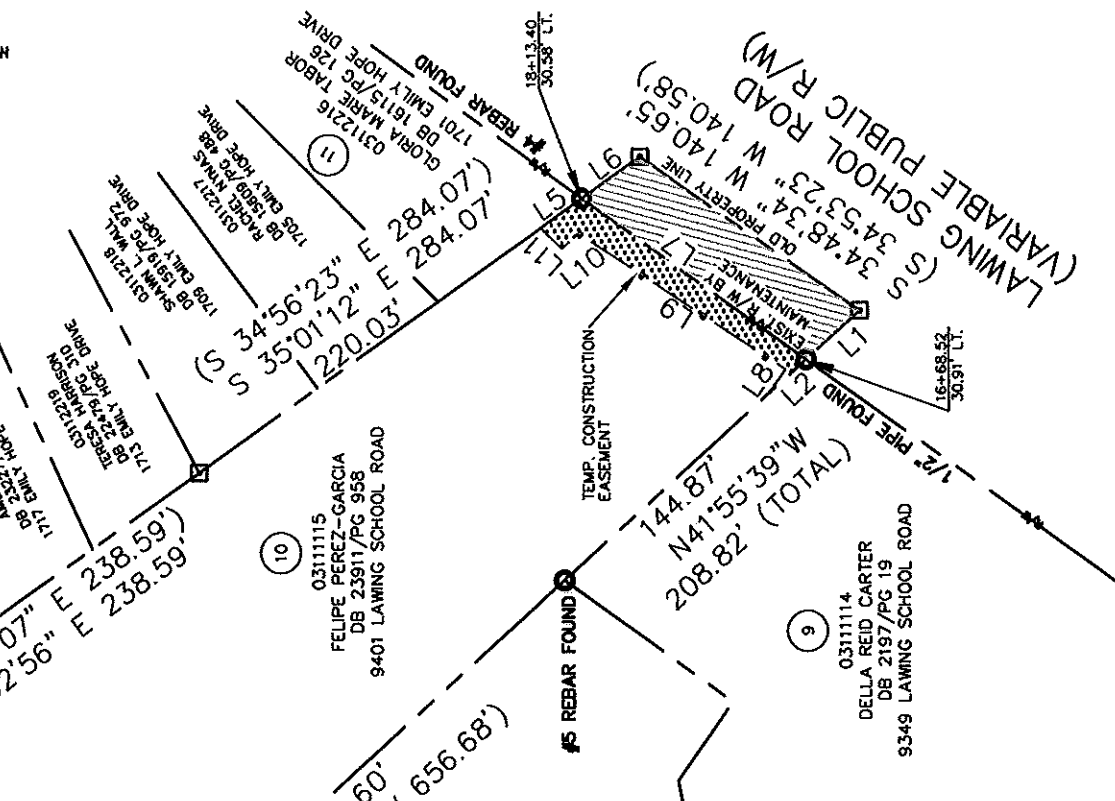 AME
DB 2322
1717 EMILY HOPE
TERESA HARRISON
03112219
DB 22479/PG 310
1713 EMILY HOPE DRIVE
SHAWN L. WALL
03112218
DB 15919/PG 972
1709 EMILY HOPE DRIVE
RACHEL NYNAS
03112217
DB 15609/PG 488
1705 EMILY HOPE DRIVE
11
03112216
GLORIA MARIE TABOR
DB 16115/PG 126
1701 EMILY HOPE DRIVE
#4 REBAR FOUND
18+13.40
30.58' LT.
(S 34°56'23" E 284.07')
S 35°01'12" E 284.07'
220.03'
07" E 238.59')
2'56" E 238.59'
L5
L6
L11
L10
L9
L7
L8
L2
L1
OLD PROPERTY LINE
EXIST R/W BY
MAINTENANCE
S 34°48'34" W 140.65'
(S 34°53'23" W 140.58')
LAWING SCHOOL ROAD
(VARIABLE PUBLIC R/W)
TEMP. CONSTRUCTION
EASEMENT
16+68.52
30.91' LT.
1/2" PIPE FOUND
10
03111115
FELIPE PEREZ-GARCIA
DB 23911/PG 958
9401 LAWING SCHOOL ROAD
144.87'
N41°55'39"W
208.82' (TOTAL)
#5 REBAR FOUND
9
03111114
DELLA REID CARTER
DB 2197/PG 19
9349 LAWING SCHOOL ROAD
60'
656.68')